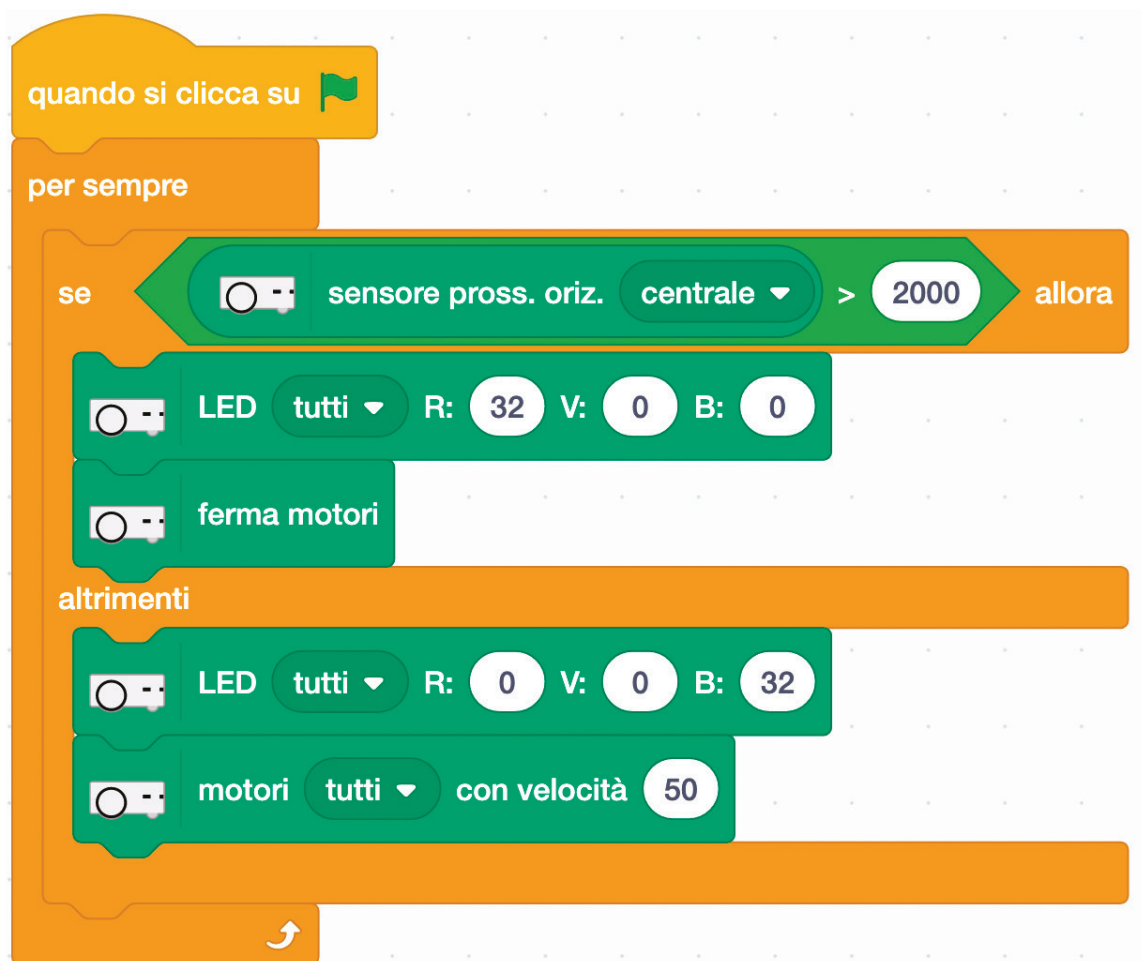 quando si clicca su
per sempre
se sensore pross. oriz. centrale > 2000 allora
LED tutti R: 32 V: 0 B: 0
ferma motori
altrimenti
LED tutti R: 0 V: 0 B: 32
motori tutti con velocità 50